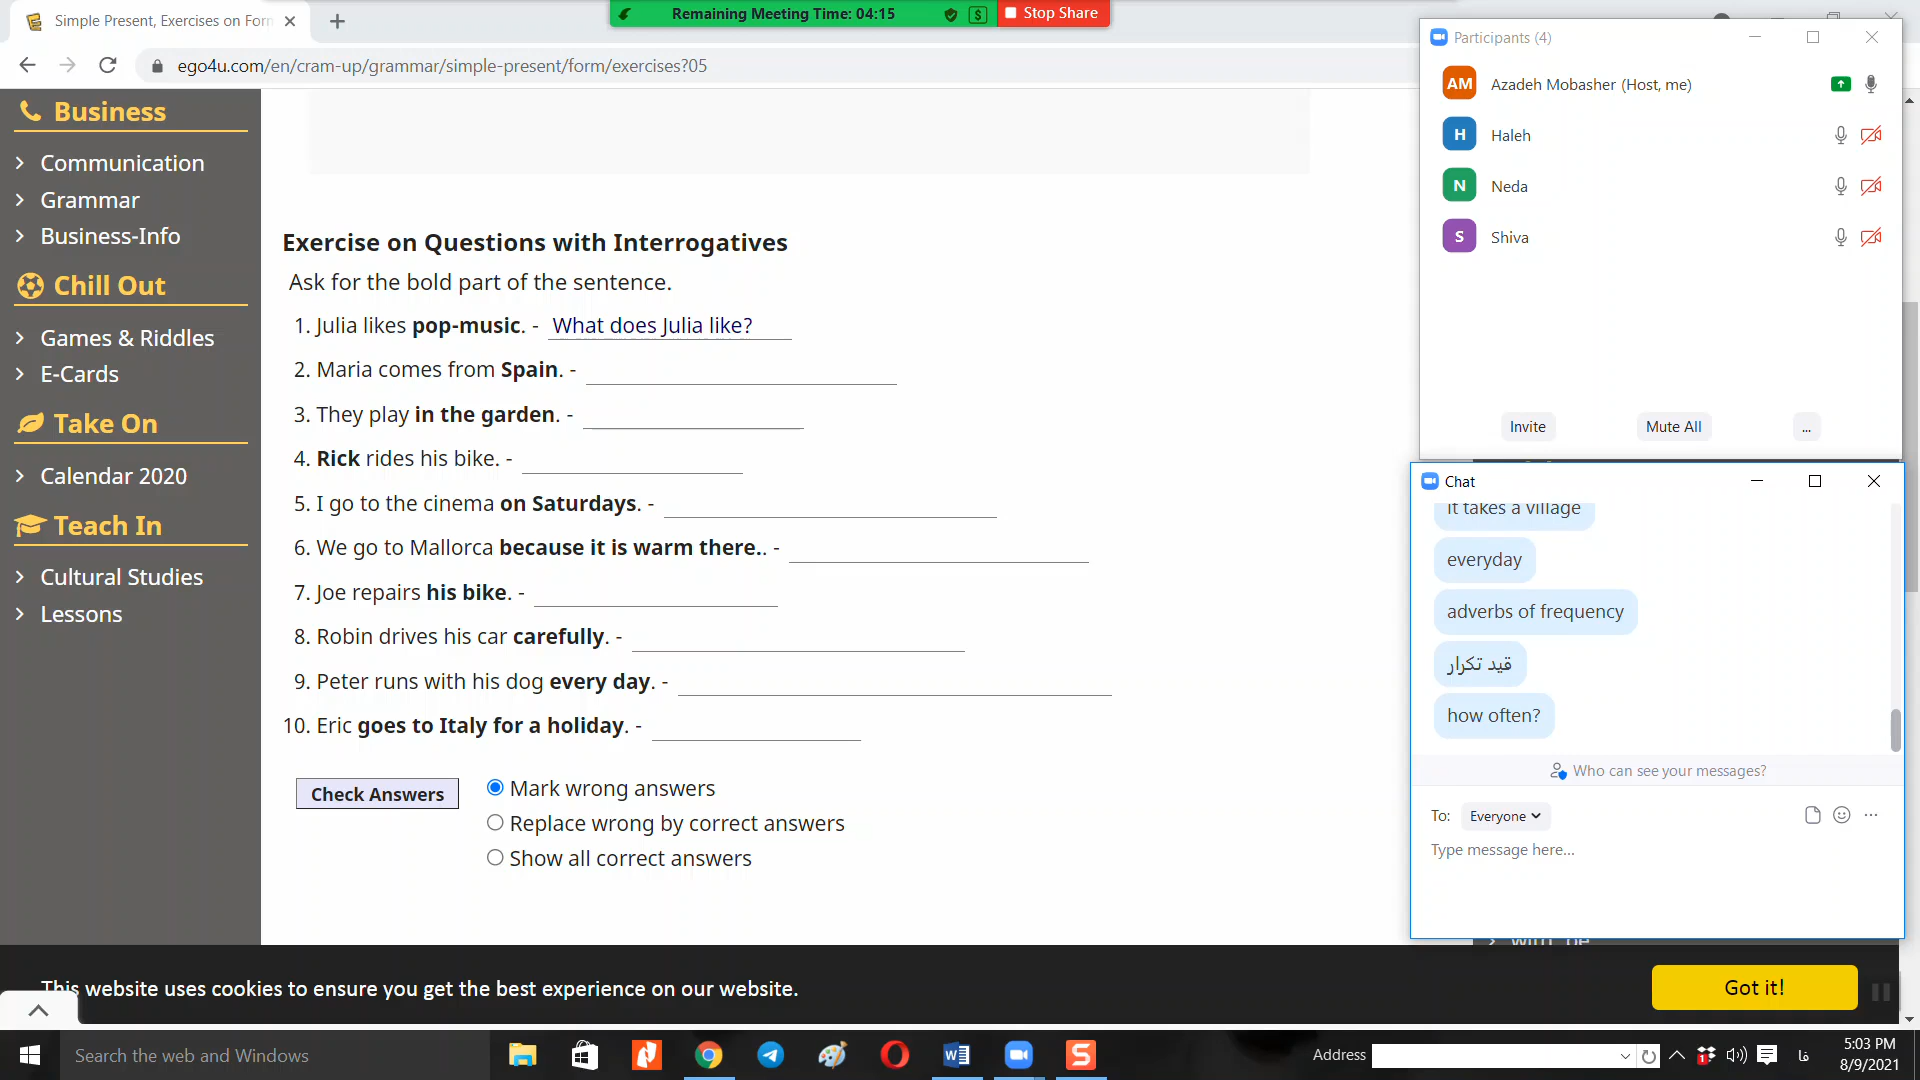 Simple Present, Exercises on Forn
Remaining Meeting Time: 04:15
Stop Share
ego4u.com/en/cram-up/grammar/simple-present/form/exercises?05
Business
Communication
Grammar
Business-Info
Chill Out
Games & Riddles
E-Cards
Take On
Calendar 2020
Teach In
Cultural Studies
Lessons
Exercise on Questions with Interrogatives
Ask for the bold part of the sentence.
1. Julia likes pop-music. - What does Julia like?
2. Maria comes from Spain. -
3. They play in the garden. -
4. Rick rides his bike. -
5. I go to the cinema on Saturdays. -
6. We go to Mallorca because it is warm there.. -
7. Joe repairs his bike. -
8. Robin drives his car carefully. -
9. Peter runs with his dog every day. -
10. Eric goes to Italy for a holiday. -
Check Answers
Mark wrong answers
Replace wrong by correct answers
Show all correct answers
Participants (4)
AM Azadeh Mobasher (Host, me)
H Haleh
N Neda
S Shiva
Invite Mute All ...
Chat
it takes a village
everyday
adverbs of frequency
قید تکرار
how often?
Who can see your messages?
To: Everyone
Type message here...
This website uses cookies to ensure you get the best experience on our website.
Got it!
Search the web and Windows
Address
فا
5:03 PM
8/9/2021